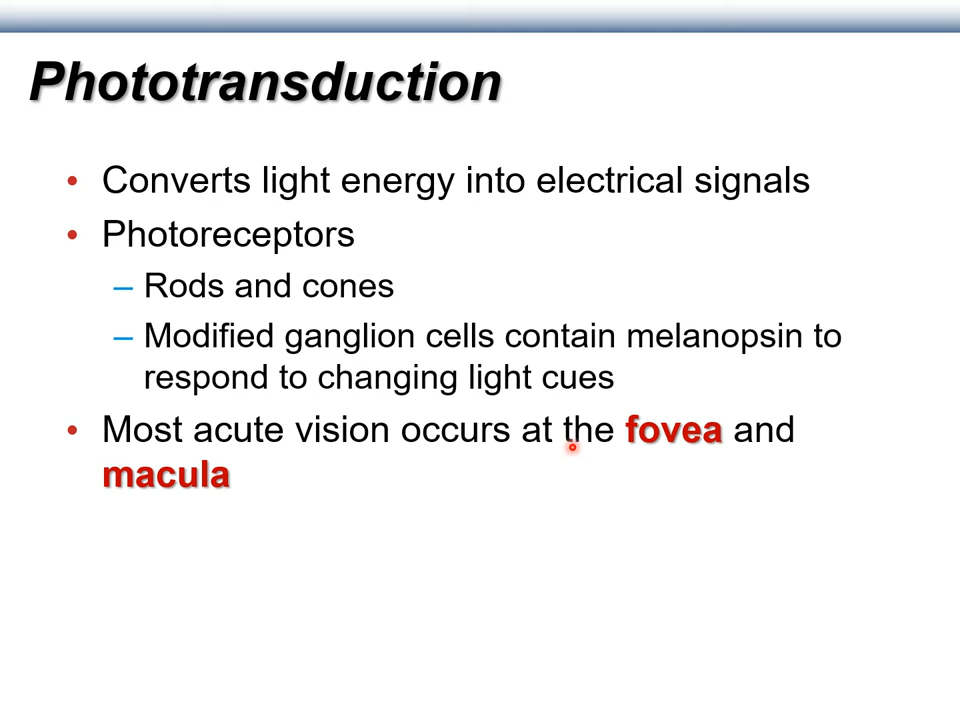 Phototransduction
• Converts light energy into electrical signals
• Photoreceptors
– Rods and cones
– Modified ganglion cells contain melanopsin to
respond to changing light cues
• Most acute vision occurs at the fovea and
macula